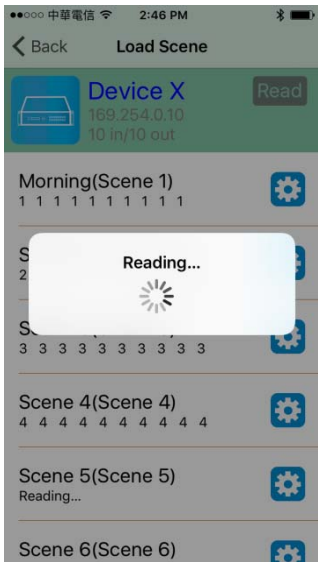 中華電信 2:46 PM
Back Load Scene
Device X
Read
169.254.0.10
10 in/10 out
Morning(Scene 1)
1 1 1 1 1 1 1 1 1 1
S
2
Reading...
S
3 3 3 3 3 3 3 3 3 3
Scene 4(Scene 4)
4 4 4 4 4 4 4 4 4 4
Scene 5(Scene 5)
Reading...
Scene 6(Scene 6)